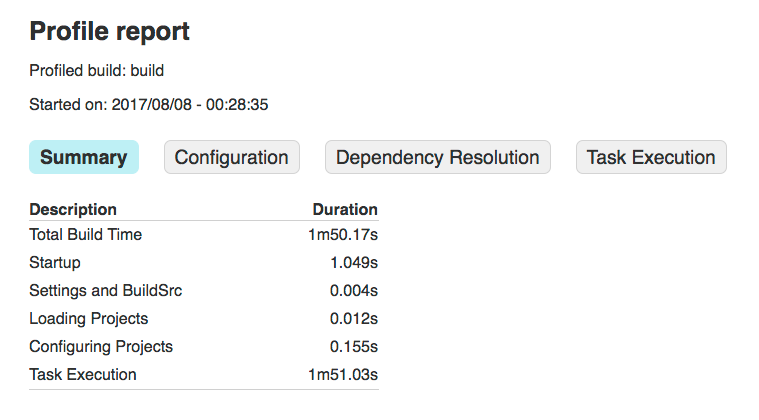 Profile report
Profiled build: build
Started on: 2017/08/08 - 00:28:35
Summary Configuration Dependency Resolution Task Execution
Description Duration
Total Build Time 1m50.17s
Startup 1.049s
Settings and BuildSrc 0.004s
Loading Projects 0.012s
Configuring Projects 0.155s
Task Execution 1m51.03s